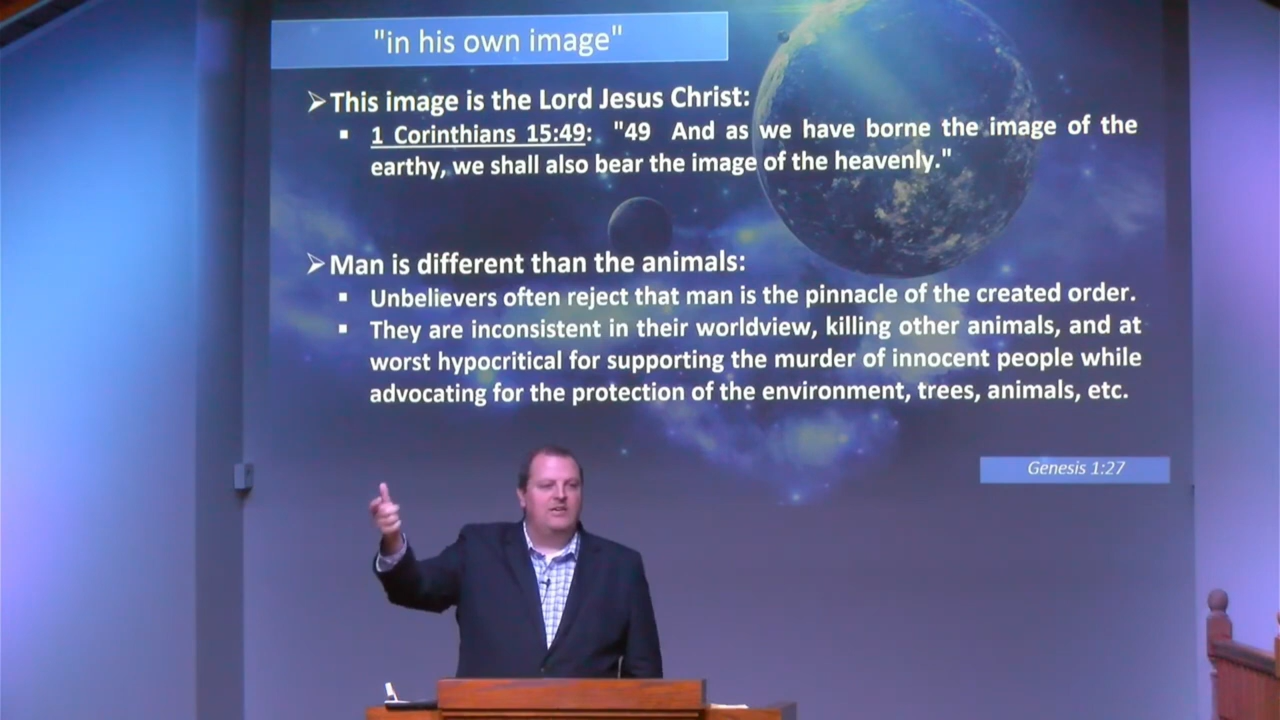 "in his own image"
➢This image is the Lord Jesus Christ:
▪ 1 Corinthians 15:49: "49 And as we have borne the image of the
earthy, we shall also bear the image of the heavenly."
➢Man is different than the animals:
▪ Unbelievers often reject that man is the pinnacle of the created order.
▪ They are inconsistent in their worldview, killing other animals, and at
worst hypocritical for supporting the murder of innocent people while
advocating for the protection of the environment, trees, animals, etc.
Genesis 1:27